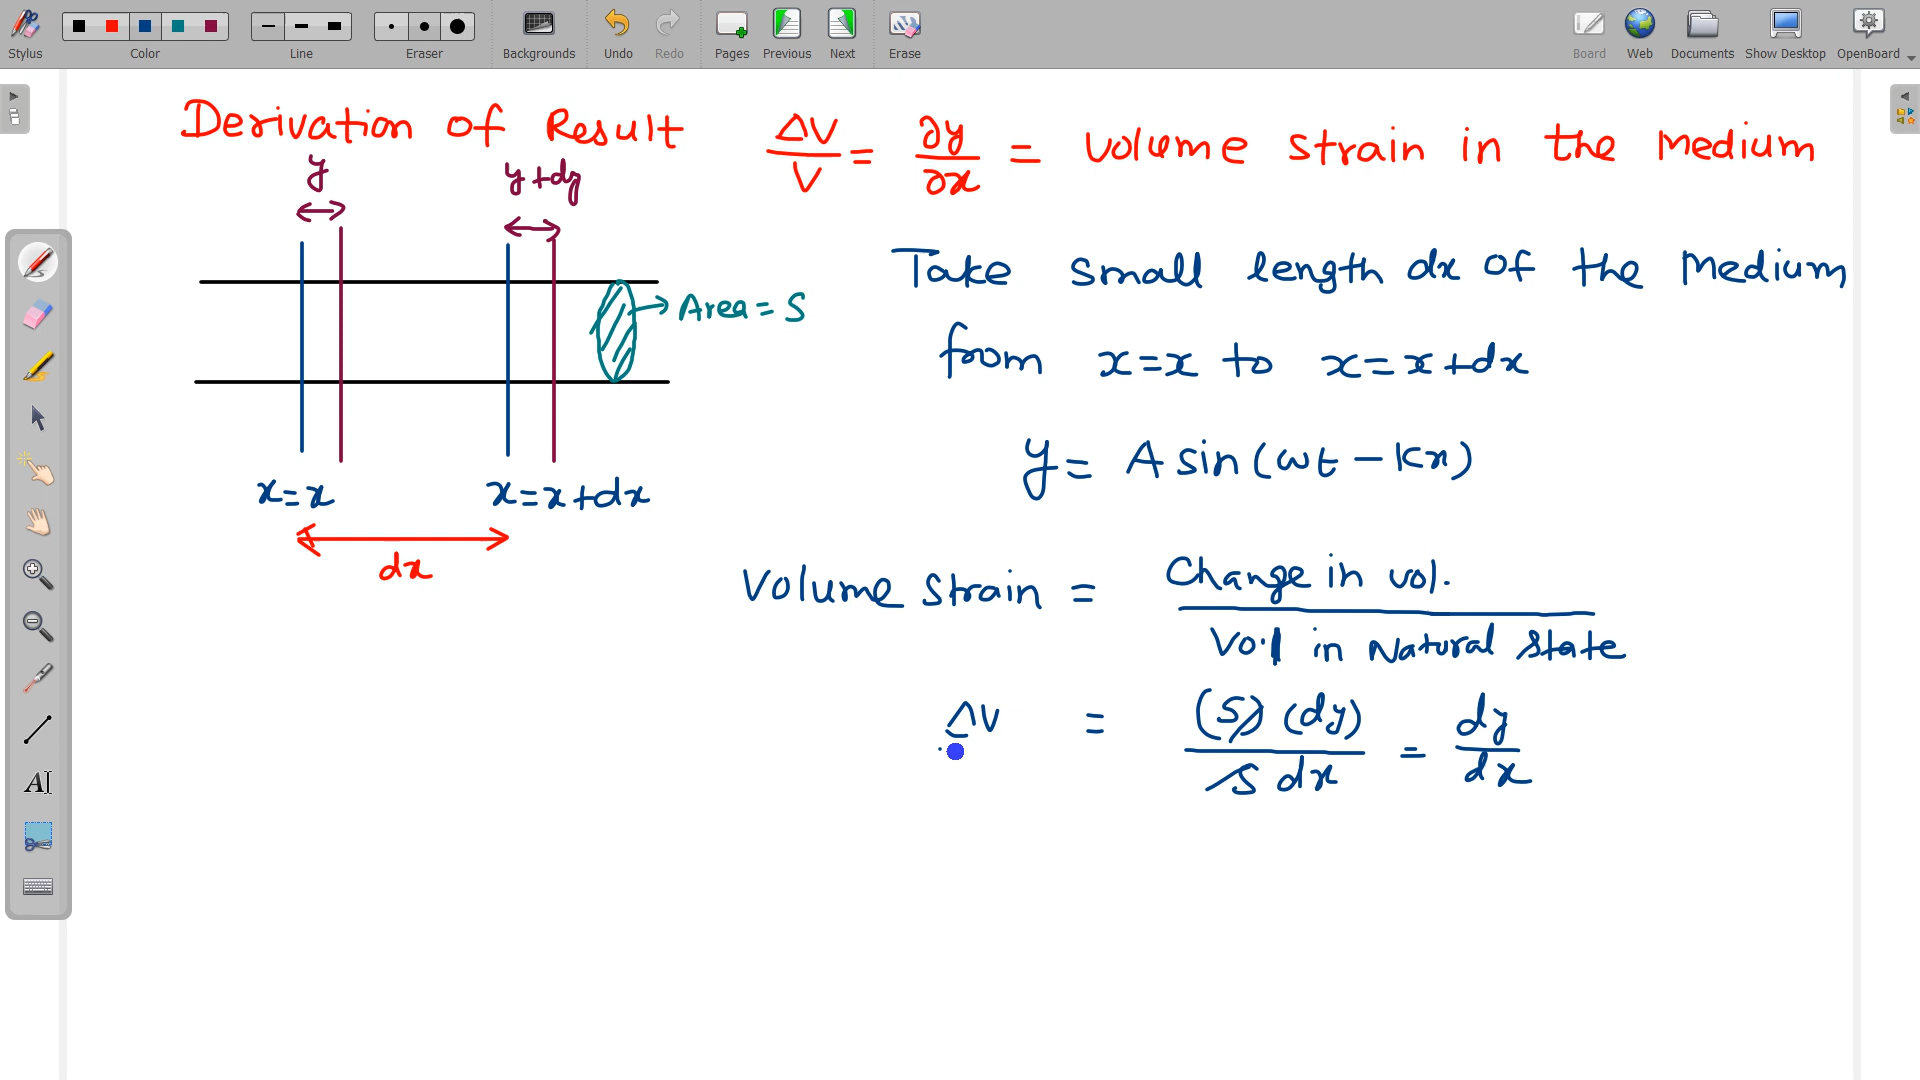 Stylus Color Line Eraser Backgrounds Undo Redo Pages Previous Next Erase Board Web Documents Show Desktop OpenBoard
Derivation of Result ΔV/V = ∂y/∂x = volume strain in the medium
y
y+dy
Area = S
x=x
x=x+dx
dx
Take small length dx of the medium
from x=x to x=x+dx
y = A sin(ωt - kx)
Volume strain = Change in vol. / Vol in Natural state
ΔV = (S)(dy) / S dx = dy/dx